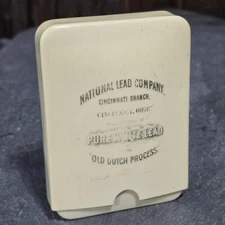 NATIONAL LEAD COMPANY,
CINCINNATI BRANCH,
CINCINNATI, OHIO
PURE WHITE LEAD
"OLD DUTCH PROCESS."